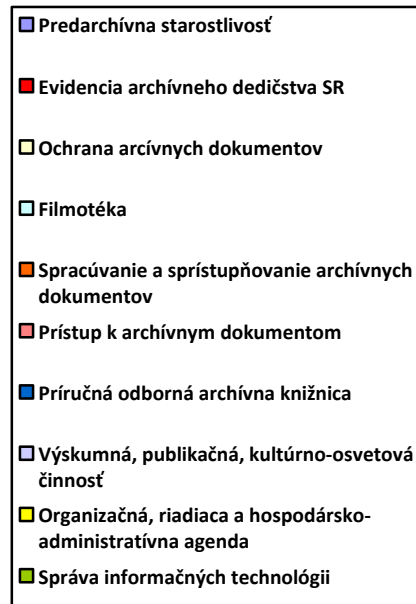 Predarchívna starostlivosť
Evidencia archívneho dedičstva SR
Ochrana arcívnych dokumentov
Filmotéka
Spracúvanie a sprístupňovanie archívnych
dokumentov
Prístup k archívnym dokumentom
Príručná odborná archívna knižnica
Výskumná, publikačná, kultúrno-osvetová
činnosť
Organizačná, riadiaca a hospodársko-
administratívna agenda
Správa informačných technológii